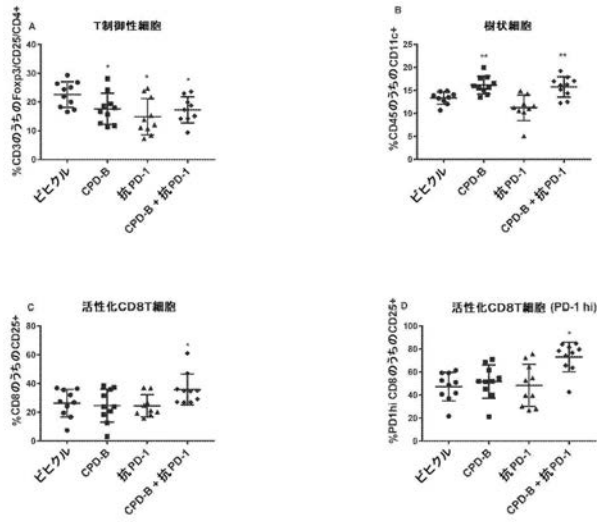 A
T制御性細胞
%CD3のうちのFoxp3/CD25/CD4+
40
30
20
10
0
*
*
*
ビヒクル
CPD-B
抗PD-1
CPD-B + 抗PD-1
B
樹状細胞
%CD45のうちのCD11c+
25
20
15
10
5
0
**
**
ビヒクル
CPD-B
抗PD-1
CPD-B + 抗PD-1
C
活性化CD8T細胞
%CD8のうちのCD25+
80
60
40
20
0
*
ビヒクル
CPD-B
抗PD-1
CPD-B + 抗PD-1
D
活性化CD8T細胞 (PD-1 hi)
%PD1hi CD8のうちのCD25+
100
80
60
40
20
0
*
ビヒクル
CPD-B
抗PD-1
CPD-B + 抗PD-1